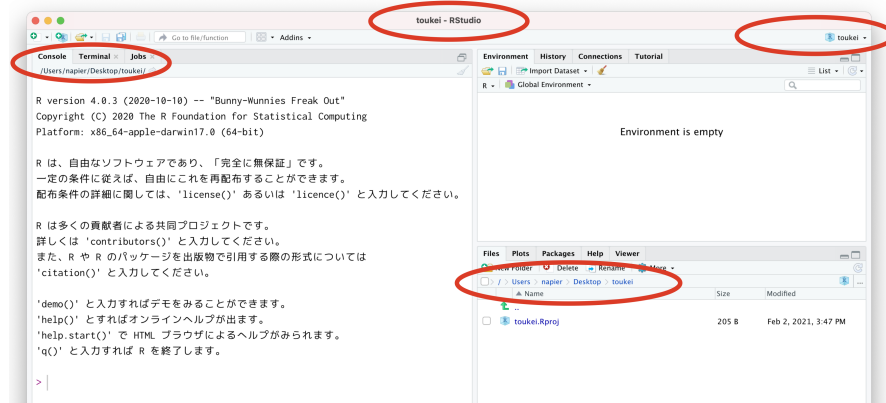 toukei - RStudio
Go to file/function
Addins
toukei
Console Terminal Jobs
/Users/napier/Desktop/toukei/
R version 4.0.3 (2020-10-10) -- "Bunny-Wunnies Freak Out"
Copyright (C) 2020 The R Foundation for Statistical Computing
Platform: x86_64-apple-darwin17.0 (64-bit)
R は、自由なソフトウェアであり、「完全に無保証」です。
一定の条件に従えば、自由にこれを再配布することができます。
配布条件の詳細に関しては、'license()' あるいは 'licence()' と入力してください。
R は多くの貢献者による共同プロジェクトです。
詳しくは 'contributors()' と入力してください。
また、R や R のパッケージを出版物で引用する際の形式については
'citation()' と入力してください。
'demo()' と入力すればデモをみることができます。
'help()' とすればオンラインヘルプが出ます。
'help.start()' で HTML ブラウザによるヘルプがみられます。
'q()' と入力すれば R を終了します。
>
Environment History Connections Tutorial
Import Dataset
List
R Global Environment
Environment is empty
Files Plots Packages Help Viewer
New Folder Delete Rename More
/ Users napier Desktop toukei
...
Name Size Modified
..
toukei.Rproj 205 B Feb 2, 2021, 3:47 PM